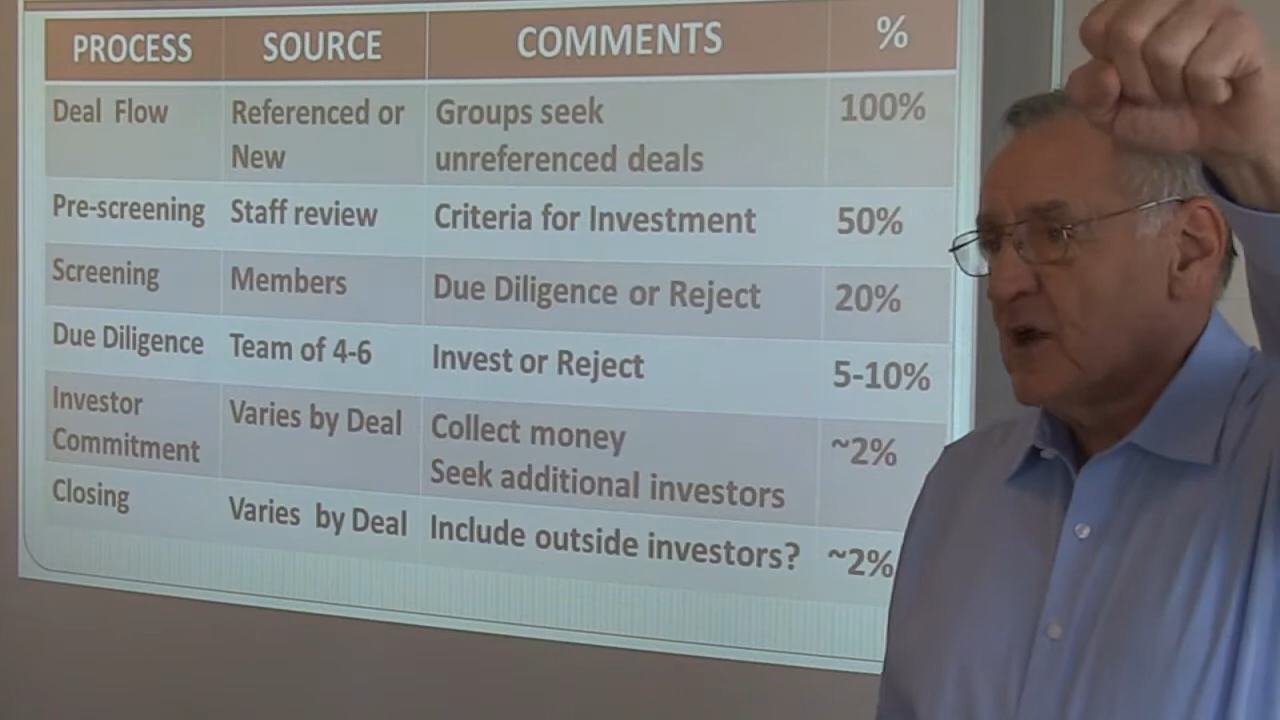 PROCESS SOURCE COMMENTS %
Deal Flow Referenced or Groups seek 100%
New unreferenced deals
Pre-screening Staff review Criteria for Investment 50%
Screening Members Due Diligence or Reject 20%
Due Diligence Team of 4-6 Invest or Reject 5-10%
Investor Varies by Deal Collect money ~2%
Commitment Seek additional investors
Closing Varies by Deal Include outside investors? ~2%